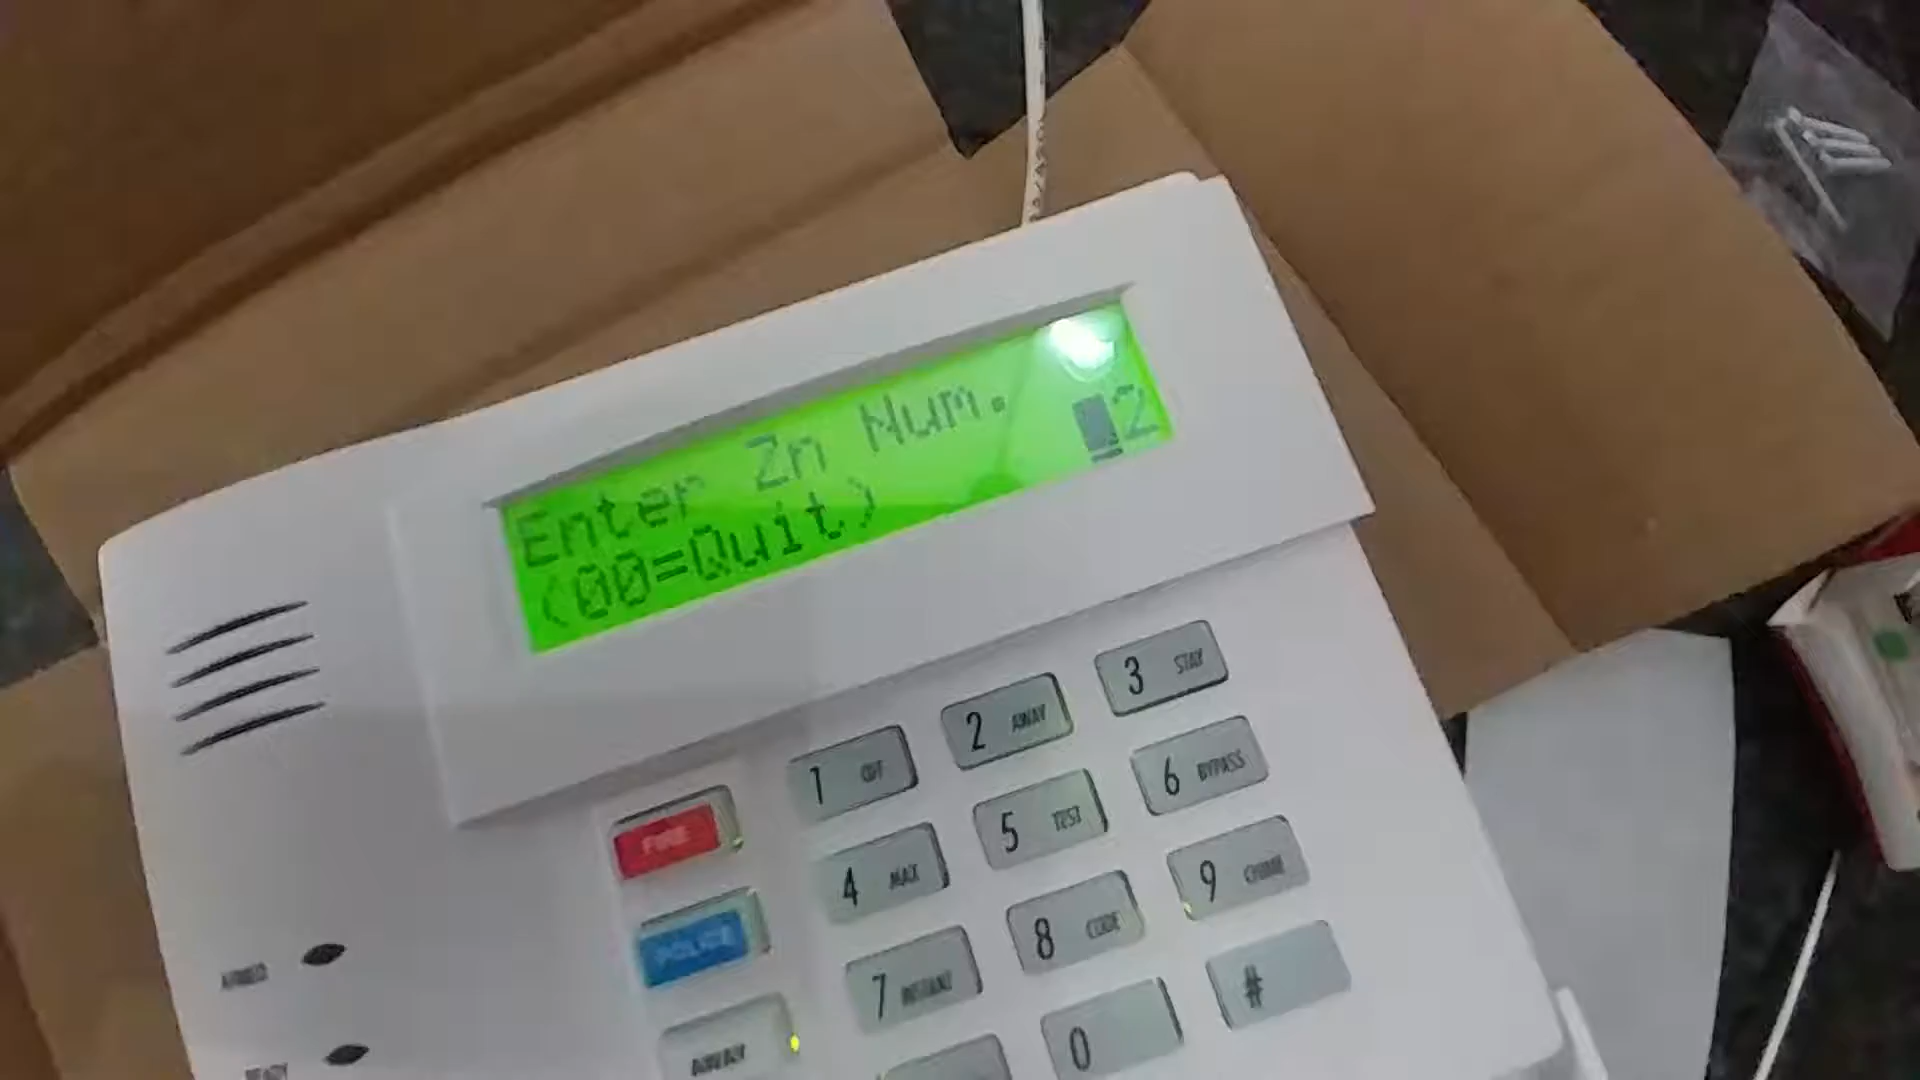 Enter Zn Num. 2
(00=Quit)
1 OFF
2 AWAY
3 STAY
FIRE
4 MAX
5 TEST
6 BYPASS
POLICE
7 INSTANT
8 CODE
9 CHIME
ARMED
AWAY
0
#
READY